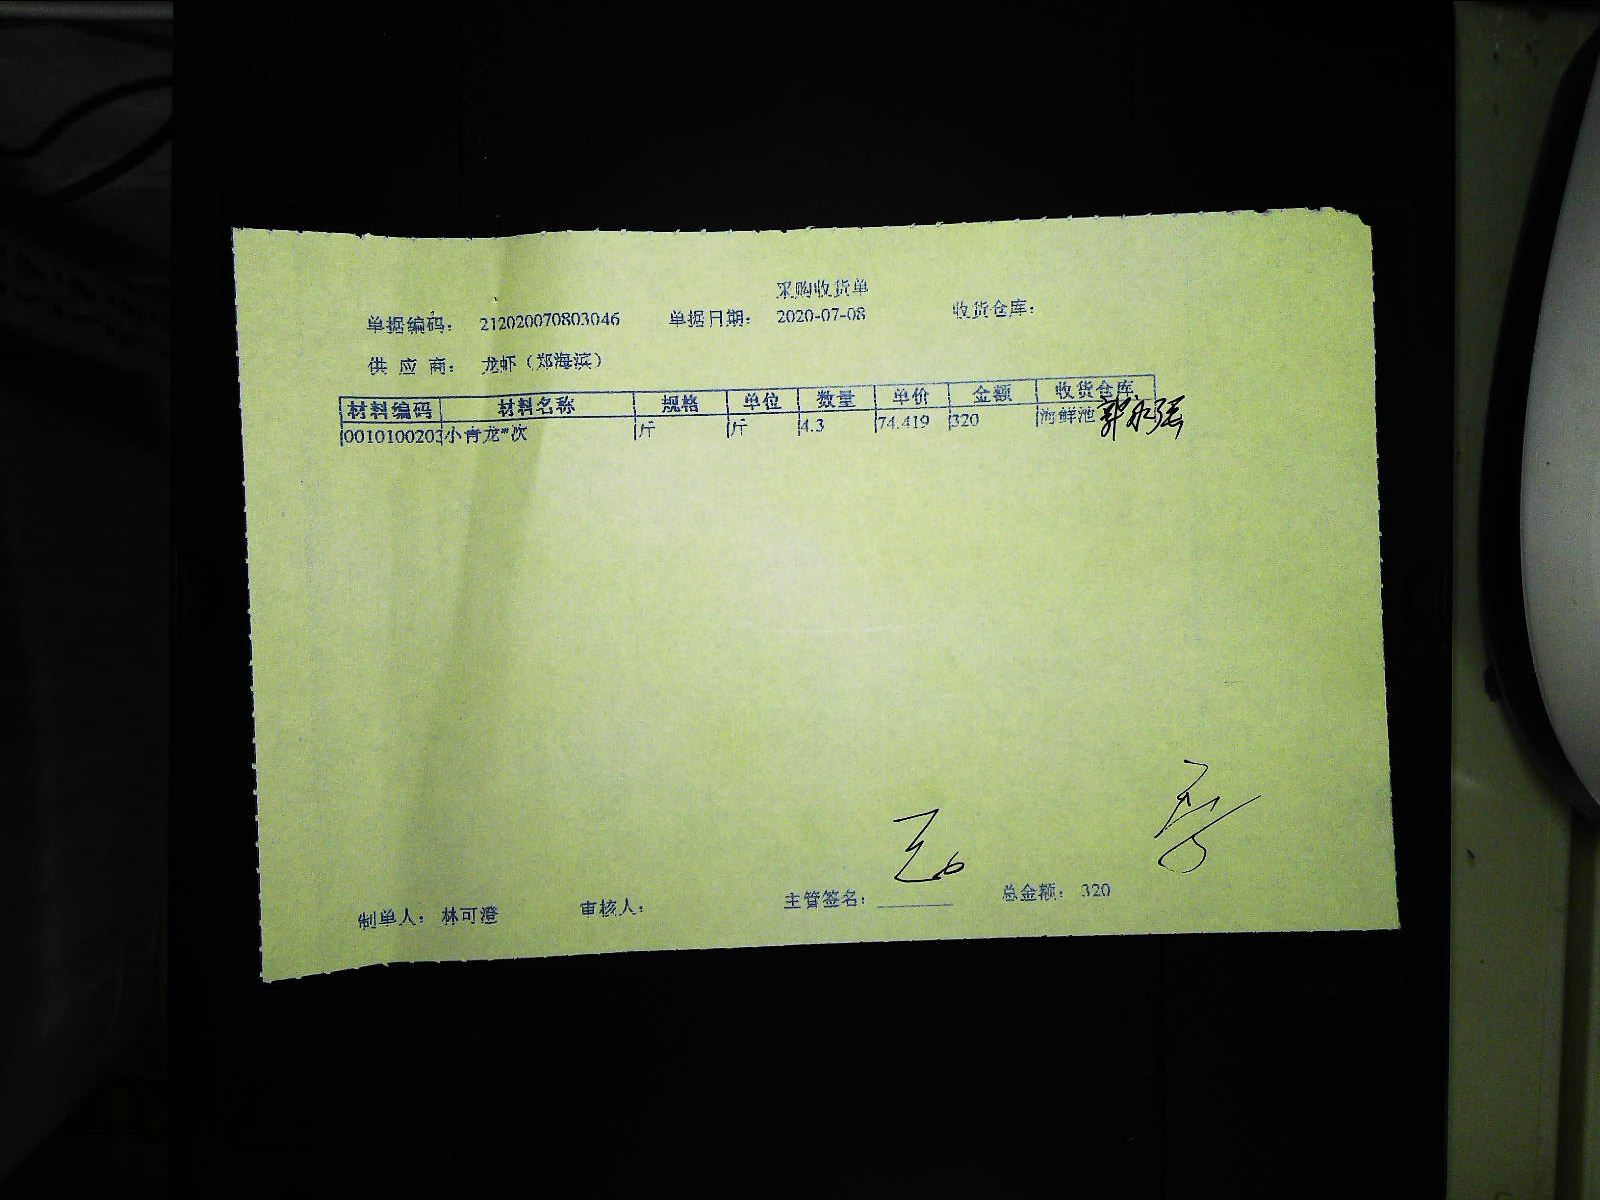 采购收货单
单据编码： 212020070803046 单据日期： 2020-07-08 收货仓库：
供 应 商： 龙虾（郑海滨）
材料编码 材料名称 规格 单位 数量 单价 金额 收货仓库
0010100203 小青龙*次 斤 斤 4.3 74.419 320 海鲜池
制单人： 林可澄 审核人： 主管签名： 总金额： 320